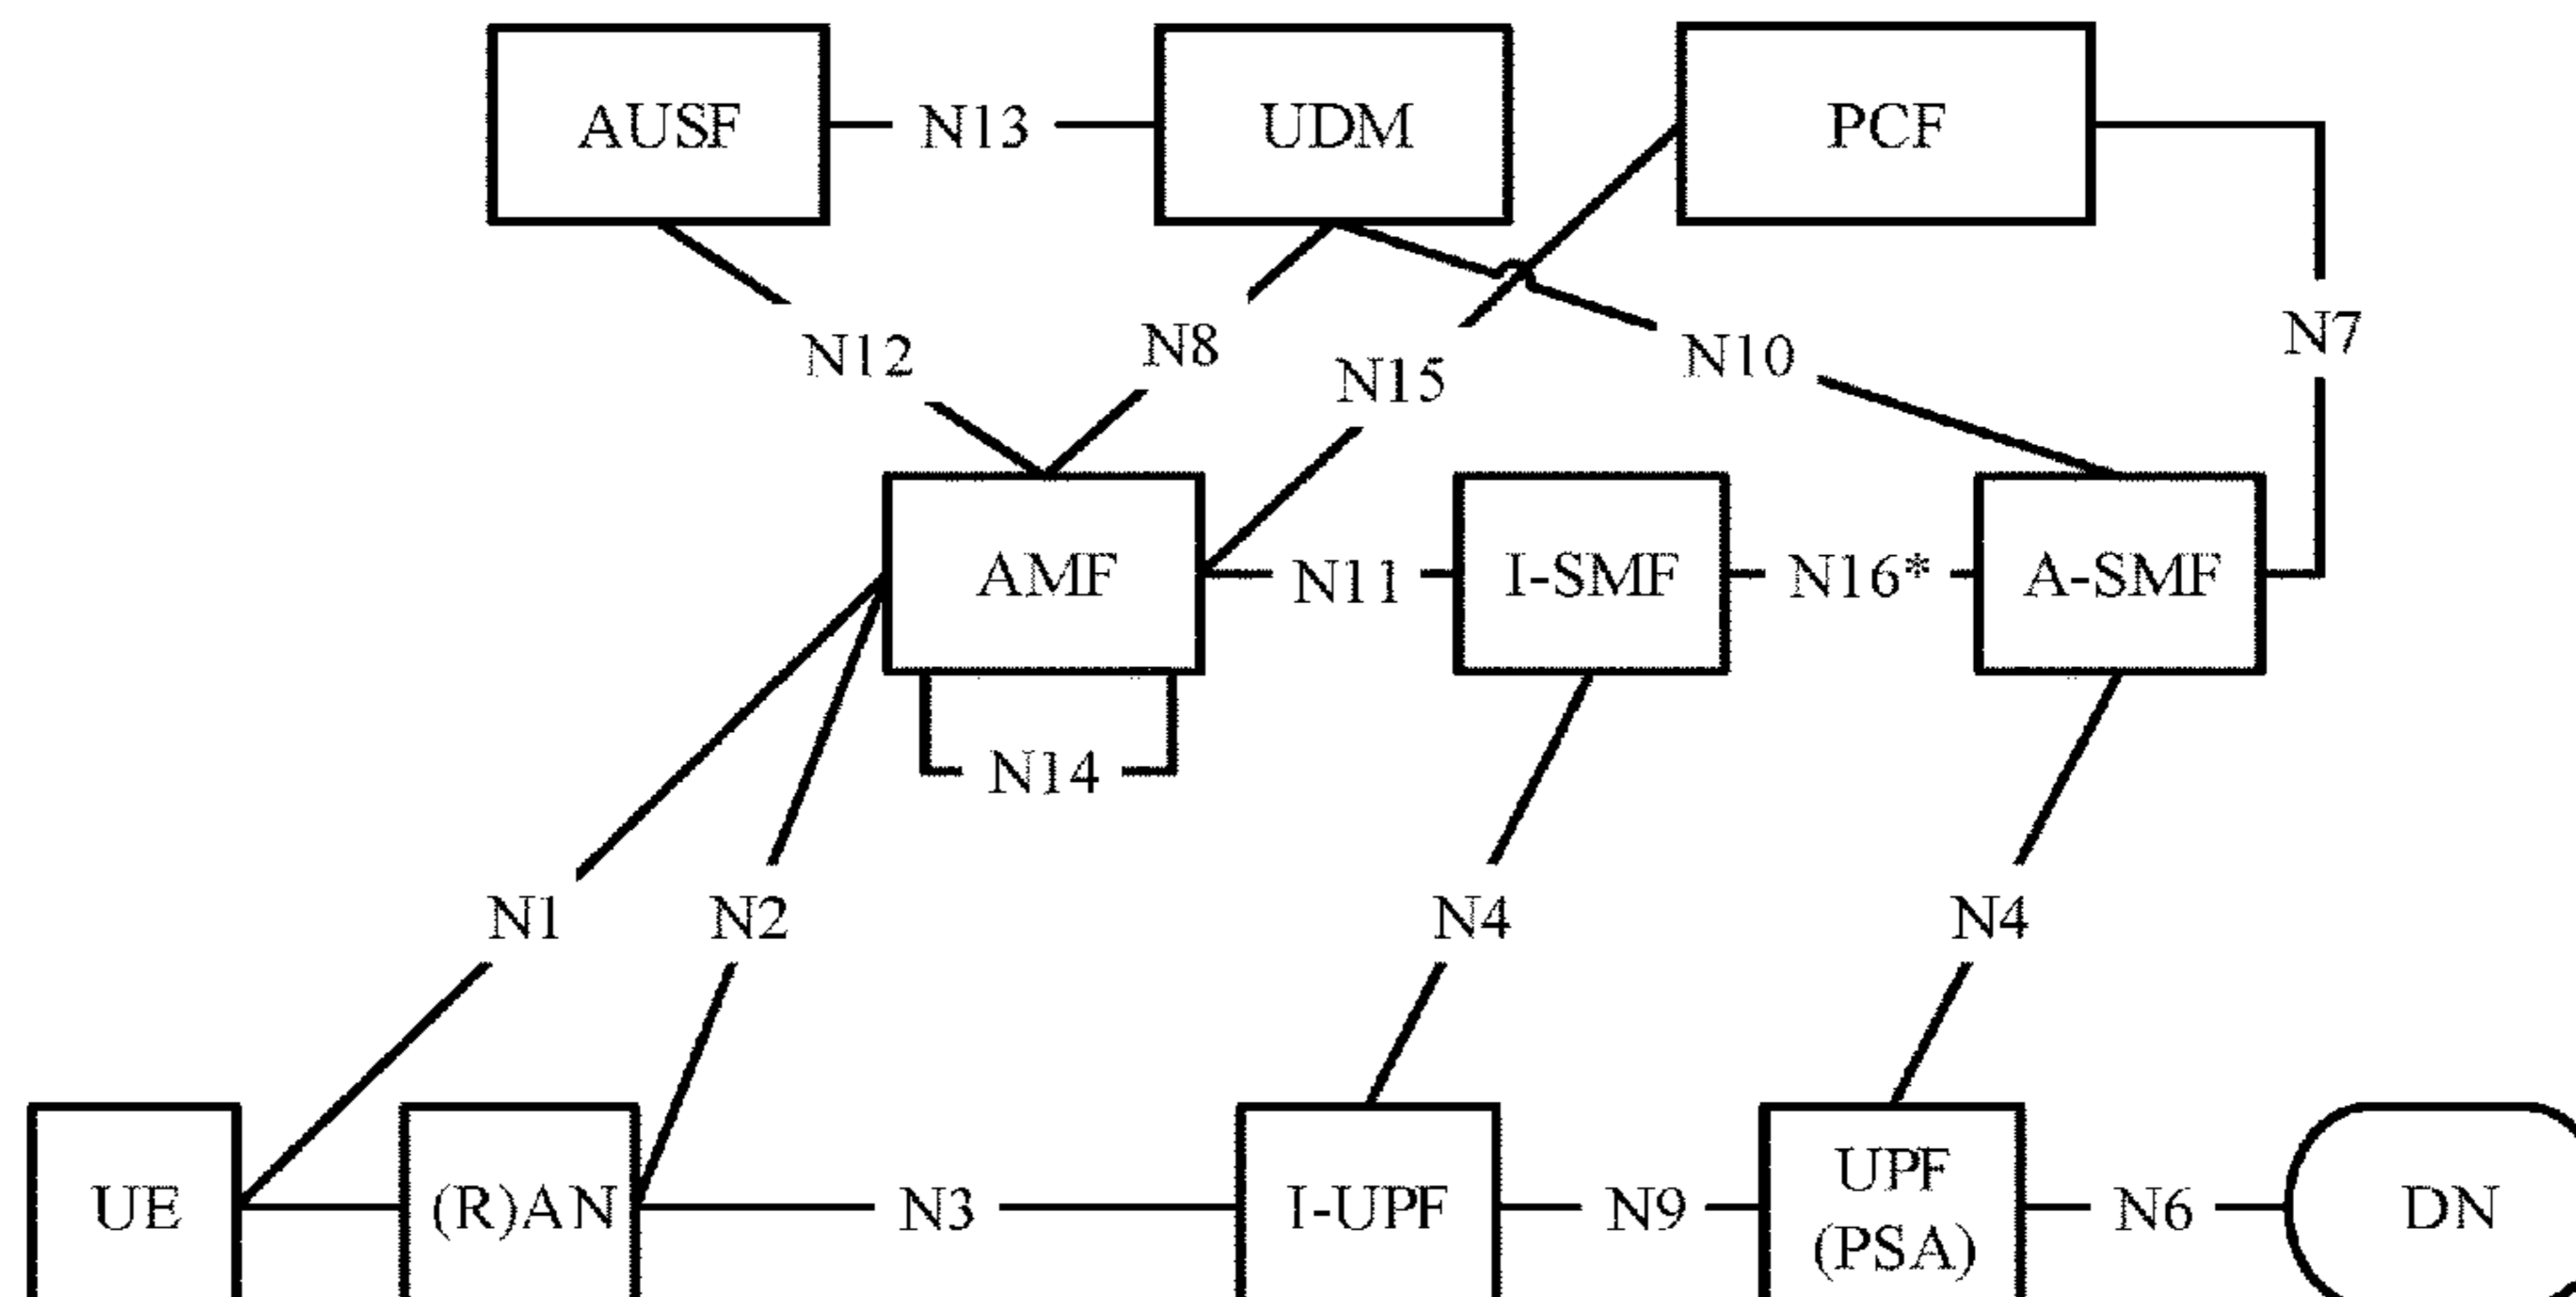 AUSF
N13
UDM
PCF
N12
N8
N15
N10
N7
AMF
N11
I-SMF
N16*
A-SMF
N14
N1
N2
N4
N4
UE
(R)AN
N3
I-UPF
N9
UPF
(PSA)
N6
DN